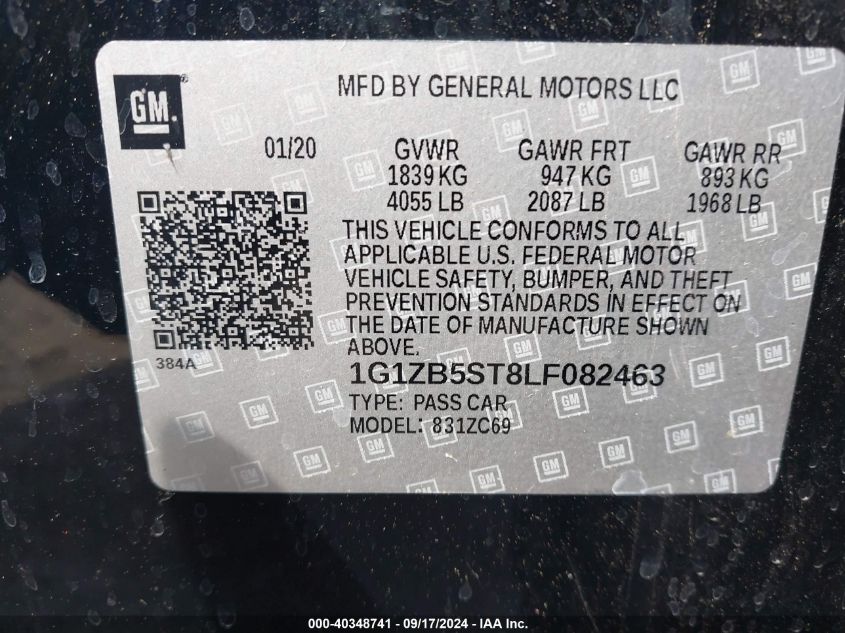 GM
MFD BY GENERAL MOTORS LLC
01/20 GVWR GAWR FRT GAWR RR
1839 KG 947 KG 893 KG
4055 LB 2087 LB 1968 LB
THIS VEHICLE CONFORMS TO ALL
APPLICABLE U.S. FEDERAL MOTOR
VEHICLE SAFETY, BUMPER, AND THEFT
PREVENTION STANDARDS IN EFFECT ON
THE DATE OF MANUFACTURE SHOWN
ABOVE.
384A
1G1ZB5ST8LF082463
TYPE: PASS CAR
MODEL: 831ZC69
000-40348741 - 09/17/2024 - IAA Inc.